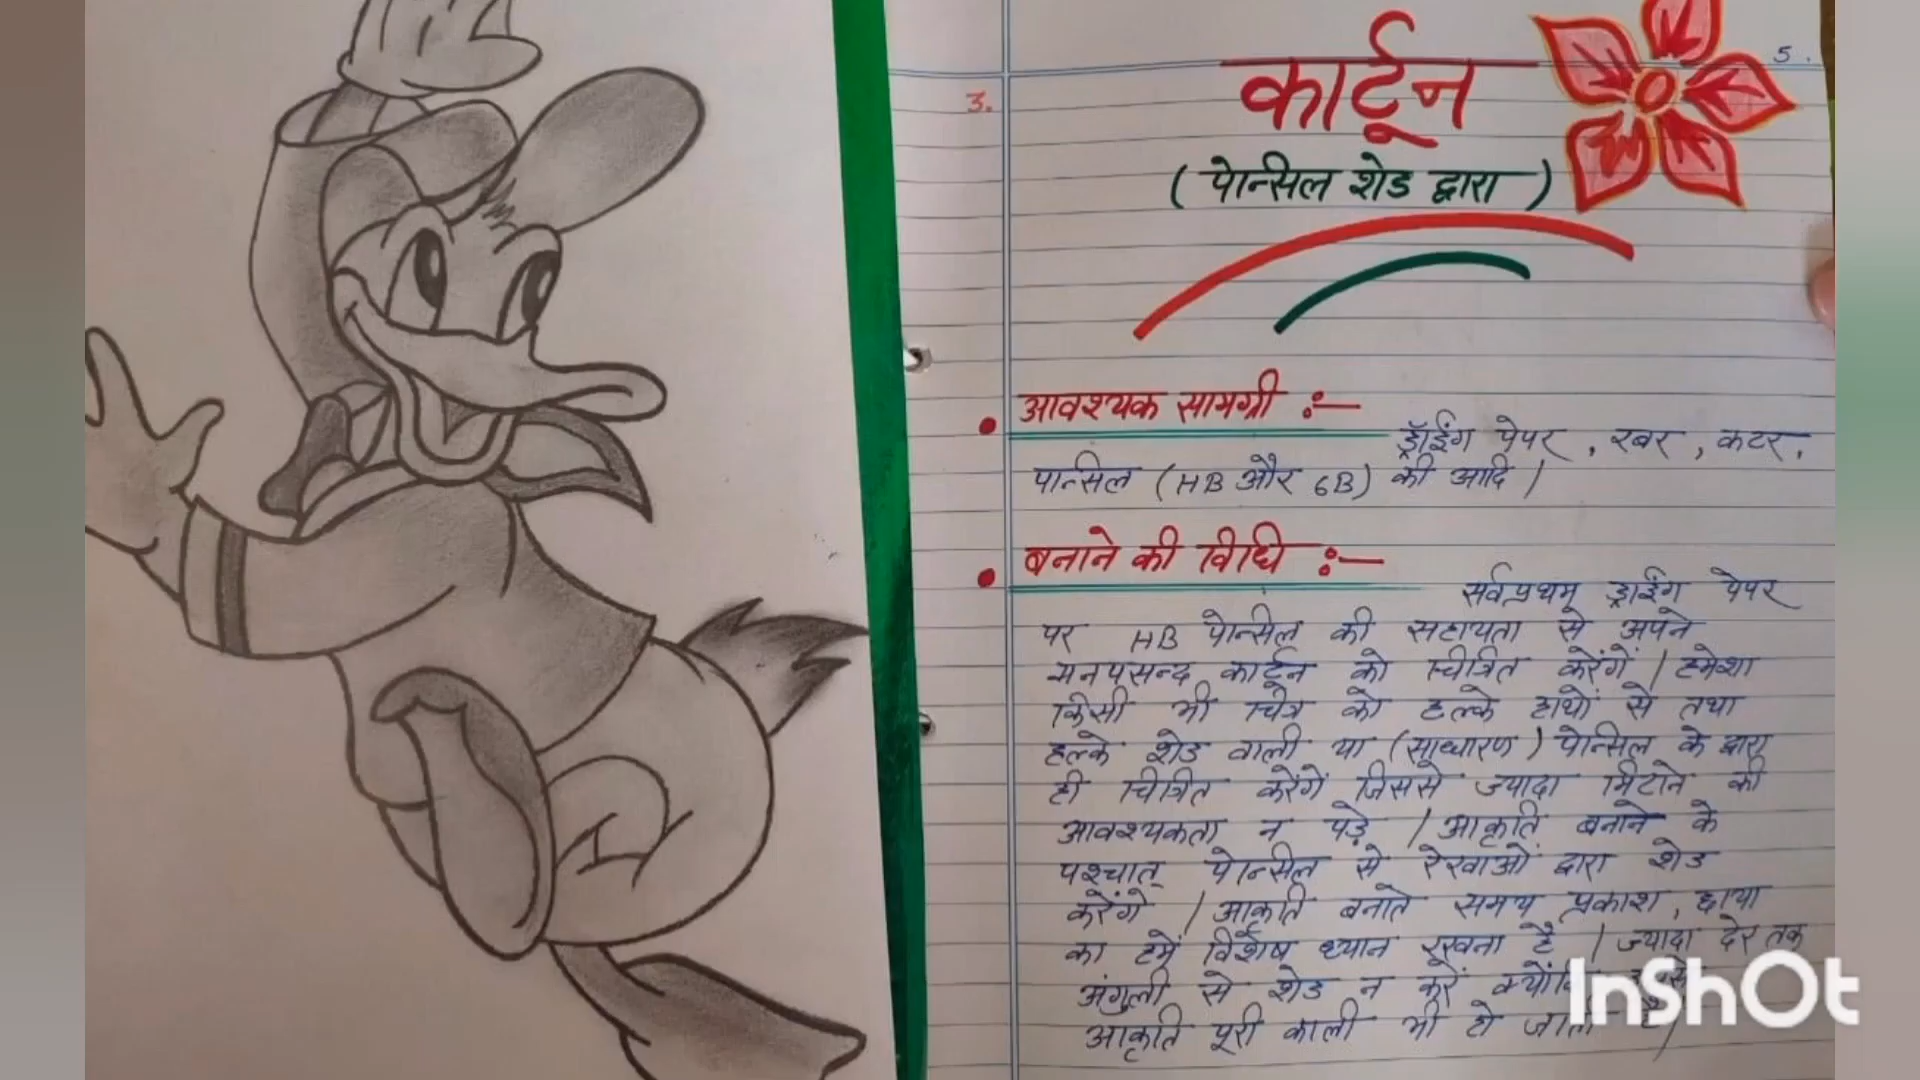 5.
3.
कार्टून
( पेन्सिल शेड द्वारा )
आवश्यक सामग्री :—
ड्रॉईंग पेपर , रबर , कटर,
पेन्सिल ( HB और 6B) की आदि ।
बनाने की विधि :—
सर्वप्रथम ड्राईंग पेपर
पर HB पेन्सिल की सहायता से अपने
मनपसन्द कार्टून को चित्रित करेंगें । हमेशा
किसी भी चित्र को हल्के हाथों से तथा
हल्के शेड वाली या (साधारण ) पेन्सिल के द्वारा
ही चित्रित करेंगें जिससे ज्यादा मिटाने की
आवश्यकता न पड़े । आकृति बनाने के
पश्चात् पेन्सिल से रेखाओं द्वारा शेड
करेंगे । आकृति बनाते समय प्रकाश, छाया
का हमें विशेष ध्यान रखना है । ज्यादा देर तक
अंगुली से शेड न करें
आकृति पूरी काली भी हो जाती है।
InShOt